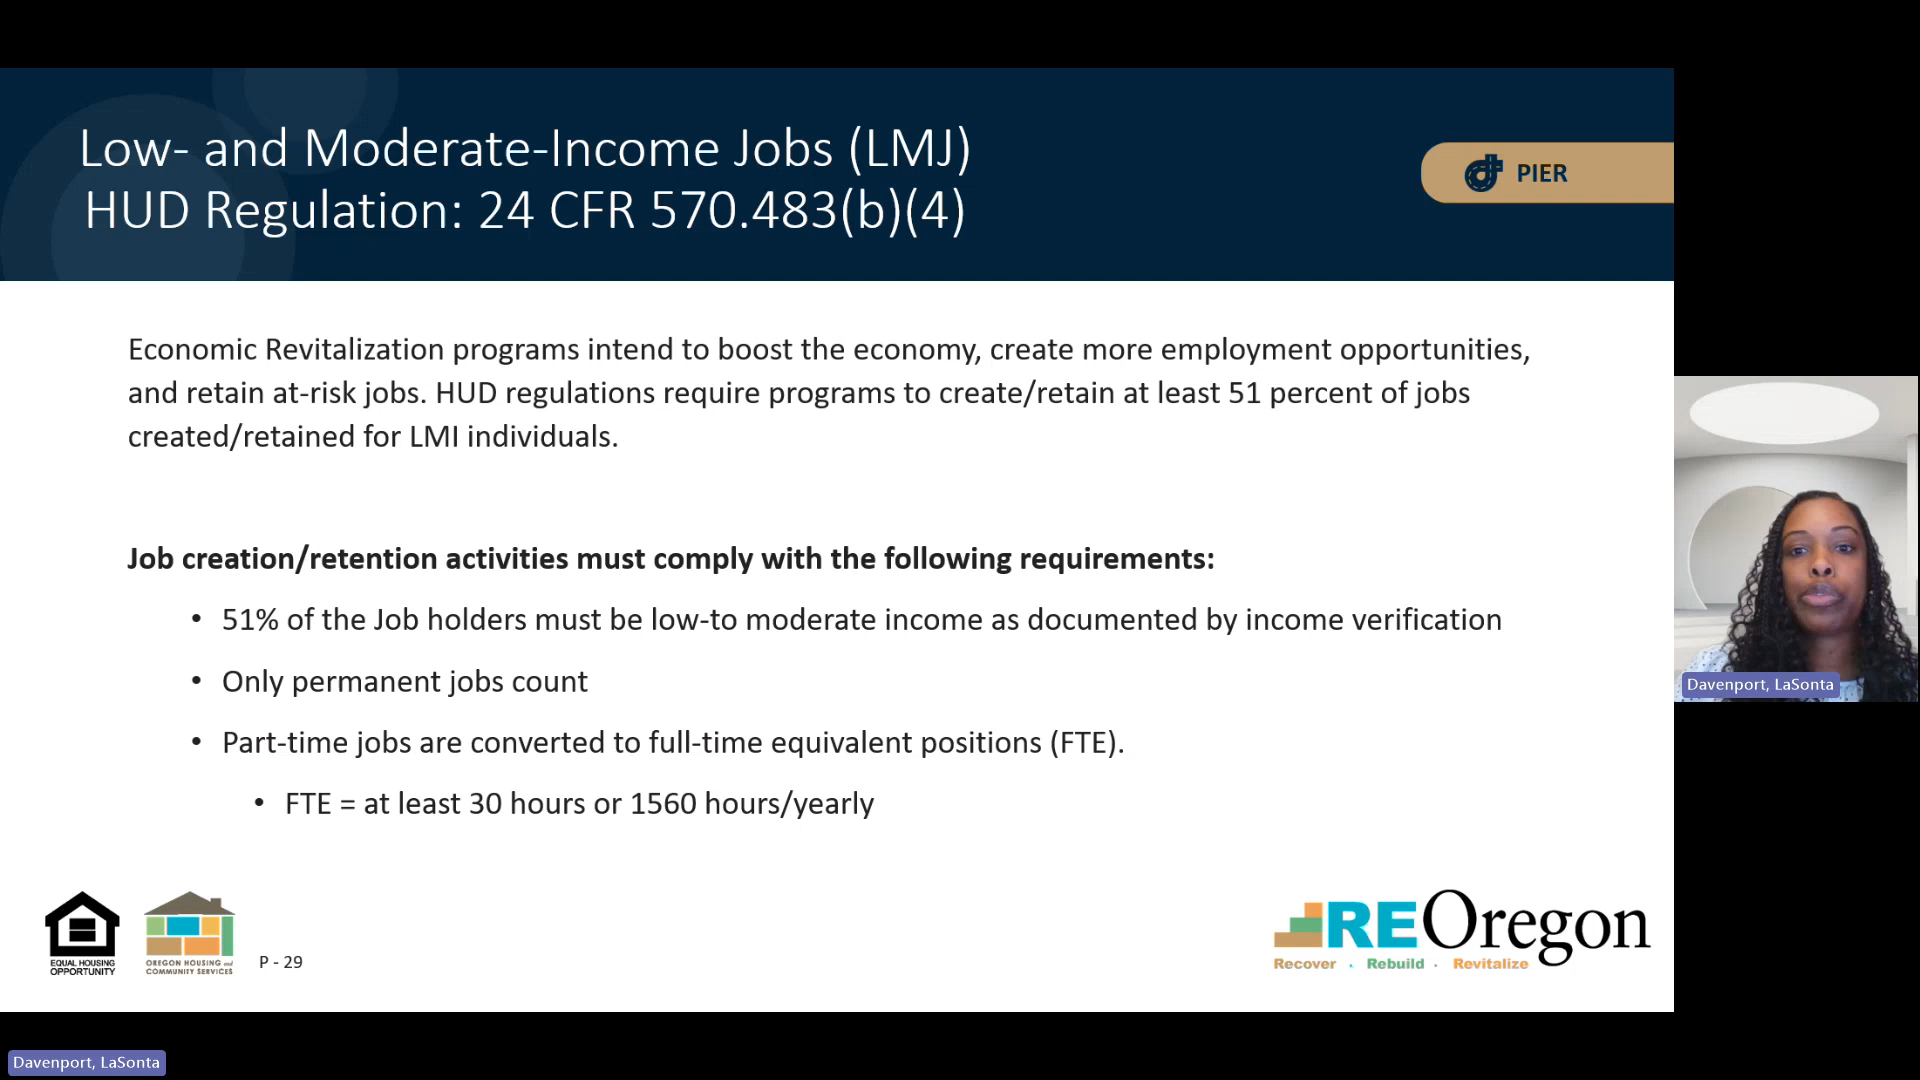 Low- and Moderate-Income Jobs (LMJ)
HUD Regulation: 24 CFR 570.483(b)(4)
PIER
Economic Revitalization programs intend to boost the economy, create more employment opportunities,
and retain at-risk jobs. HUD regulations require programs to create/retain at least 51 percent of jobs
created/retained for LMI individuals.
Job creation/retention activities must comply with the following requirements:
• 51% of the Job holders must be low-to moderate income as documented by income verification
• Only permanent jobs count
• Part-time jobs are converted to full-time equivalent positions (FTE).
• FTE = at least 30 hours or 1560 hours/yearly
Davenport, LaSonta
EQUAL HOUSING
OPPORTUNITY
OREGON HOUSING and
COMMUNITY SERVICES
P - 29
REOregon
Recover . Rebuild . Revitalize
Davenport, LaSonta